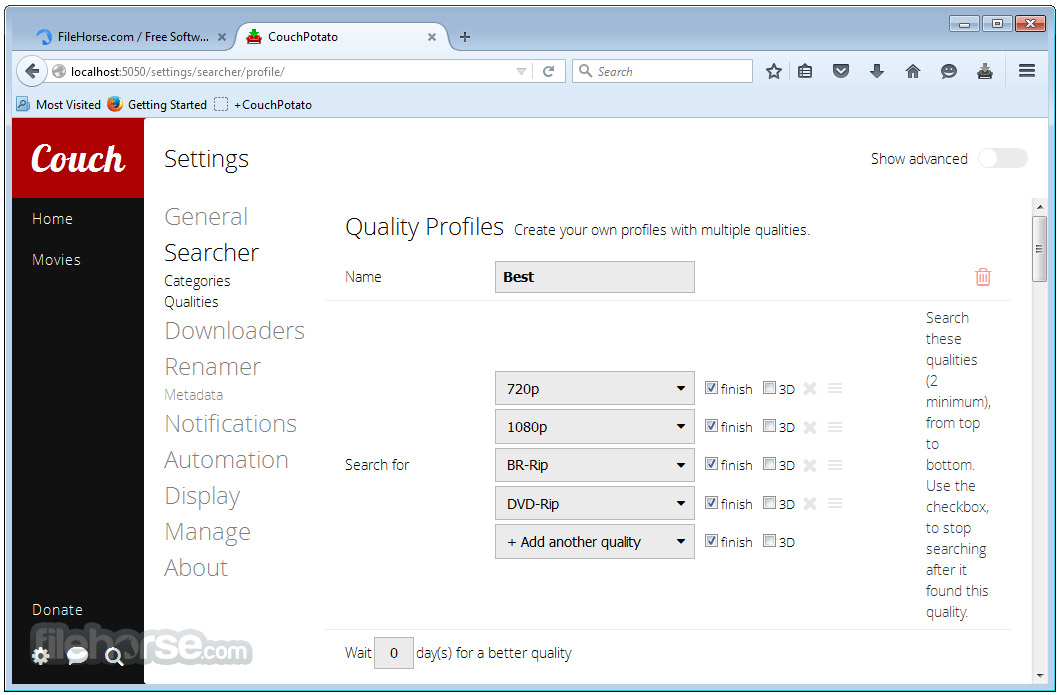 FileHorse.com / Free Softw...
CouchPotato
localhost:5050/settings/searcher/profile/
Search
Most Visited
Getting Started
+CouchPotato
Couch
Settings
Show advanced
Home
Movies
General
Searcher
Categories
Qualities
Downloaders
Renamer
Metadata
Notifications
Automation
Display
Manage
About
Donate
filehorse.com
Quality Profiles Create your own profiles with multiple qualities.
Name Best
Search for
720p finish 3D
1080p finish 3D
BR-Rip finish 3D
DVD-Rip finish 3D
+ Add another quality finish 3D
Search
these
qualities
(2
minimum),
from top
to
bottom.
Use the
checkbox,
to stop
searching
after it
found this
quality.
Wait 0 day(s) for a better quality